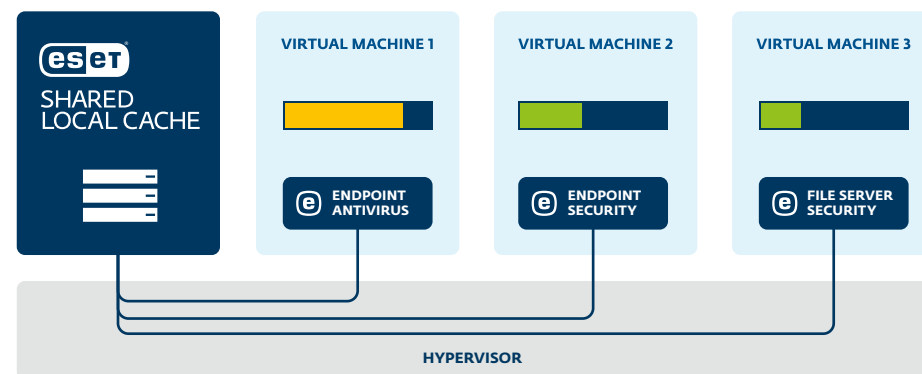 eset
SHARED
LOCAL CACHE
VIRTUAL MACHINE 1
e ENDPOINT
ANTIVIRUS
VIRTUAL MACHINE 2
e ENDPOINT
SECURITY
VIRTUAL MACHINE 3
e FILE SERVER
SECURITY
HYPERVISOR